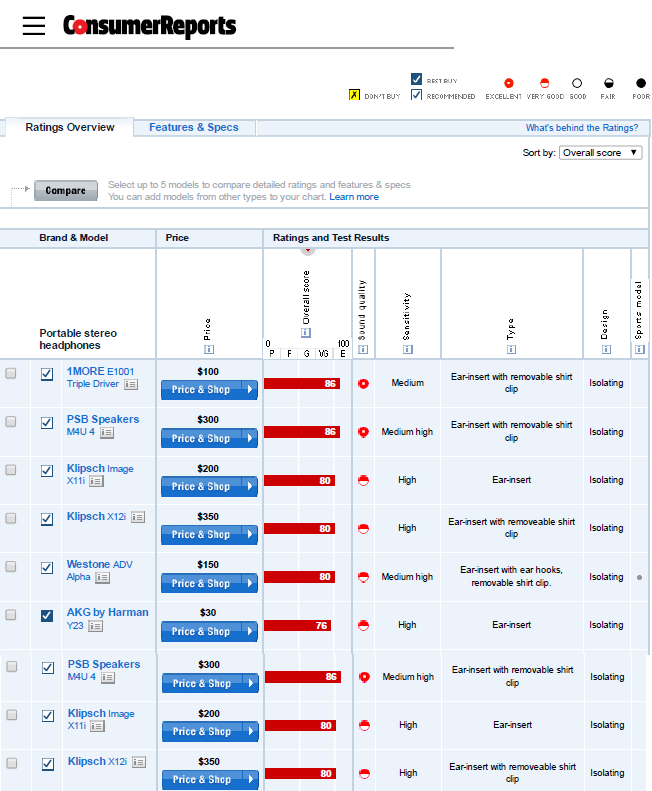 ConsumerReports
BEST BUY
DON'T BUY RECOMMENDED EXCELLENT VERY GOOD GOOD FAIR POOR
Ratings Overview Features & Specs What's behind the Ratings?
Sort by: Overall score
Compare Select up to 5 models to compare detailed ratings and features & specs
You can add models from other types to your chart. Learn more
Brand & Model Price Ratings and Test Results
Portable stereo
headphones
Price
Overall score
Sound quality
Sensitivity
Type
Design
Sports model
0 100
P F G VG E
1MORE E1001
Triple Driver
$100
Price & Shop
86
Medium
Ear-insert with removable shirt
clip
Isolating
PSB Speakers
M4U 4
$300
Price & Shop
86
Medium high
Ear-insert with removable shirt
clip
Isolating
Klipsch Image
X11i
$200
Price & Shop
80
High
Ear-insert
Isolating
Klipsch X12i
$350
Price & Shop
80
High
Ear-insert with removeable shirt
clip
Isolating
Westone ADV
Alpha
$150
Price & Shop
80
Medium high
Ear-insert with ear hooks,
removable shirt clip.
Isolating
AKG by Harman
Y23
$30
Price & Shop
76
High
Ear-insert
Isolating
PSB Speakers
M4U 4
$300
Price & Shop
86
Medium high
Ear-insert with removable shirt
clip
Isolating
Klipsch Image
X11i
$200
Price & Shop
80
High
Ear-insert
Isolating
Klipsch X12i
$350
Price & Shop
80
High
Ear-insert with removeable shirt
clip
Isolating